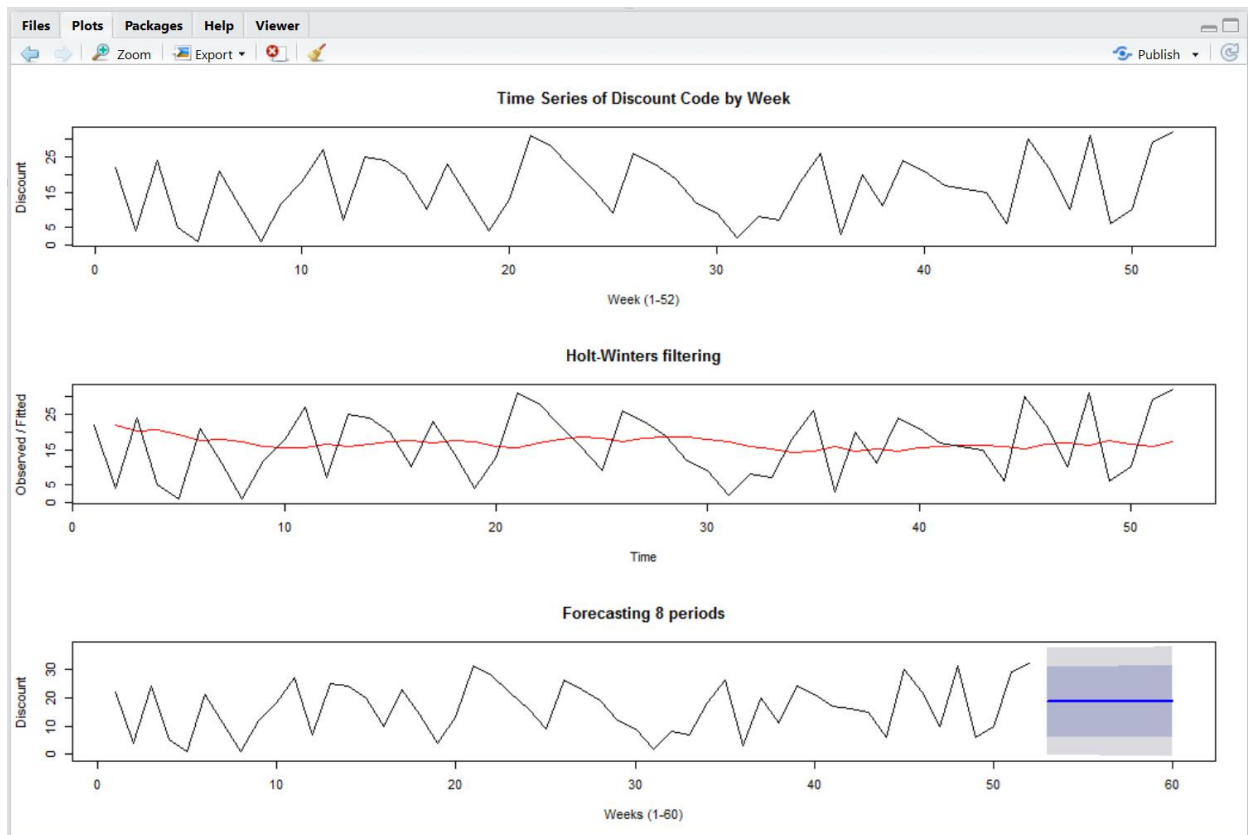 Files Plots Packages Help Viewer
Zoom Export Publish
Time Series of Discount Code by Week
Discount
25
15
5
0
0 10 20 30 40 50
Week (1-52)
Holt-Winters filtering
Observed / Fitted
25
15
5
0
0 10 20 30 40 50
Time
Forecasting 8 periods
Discount
30
20
10
0
0 10 20 30 40 50 60
Weeks (1-60)